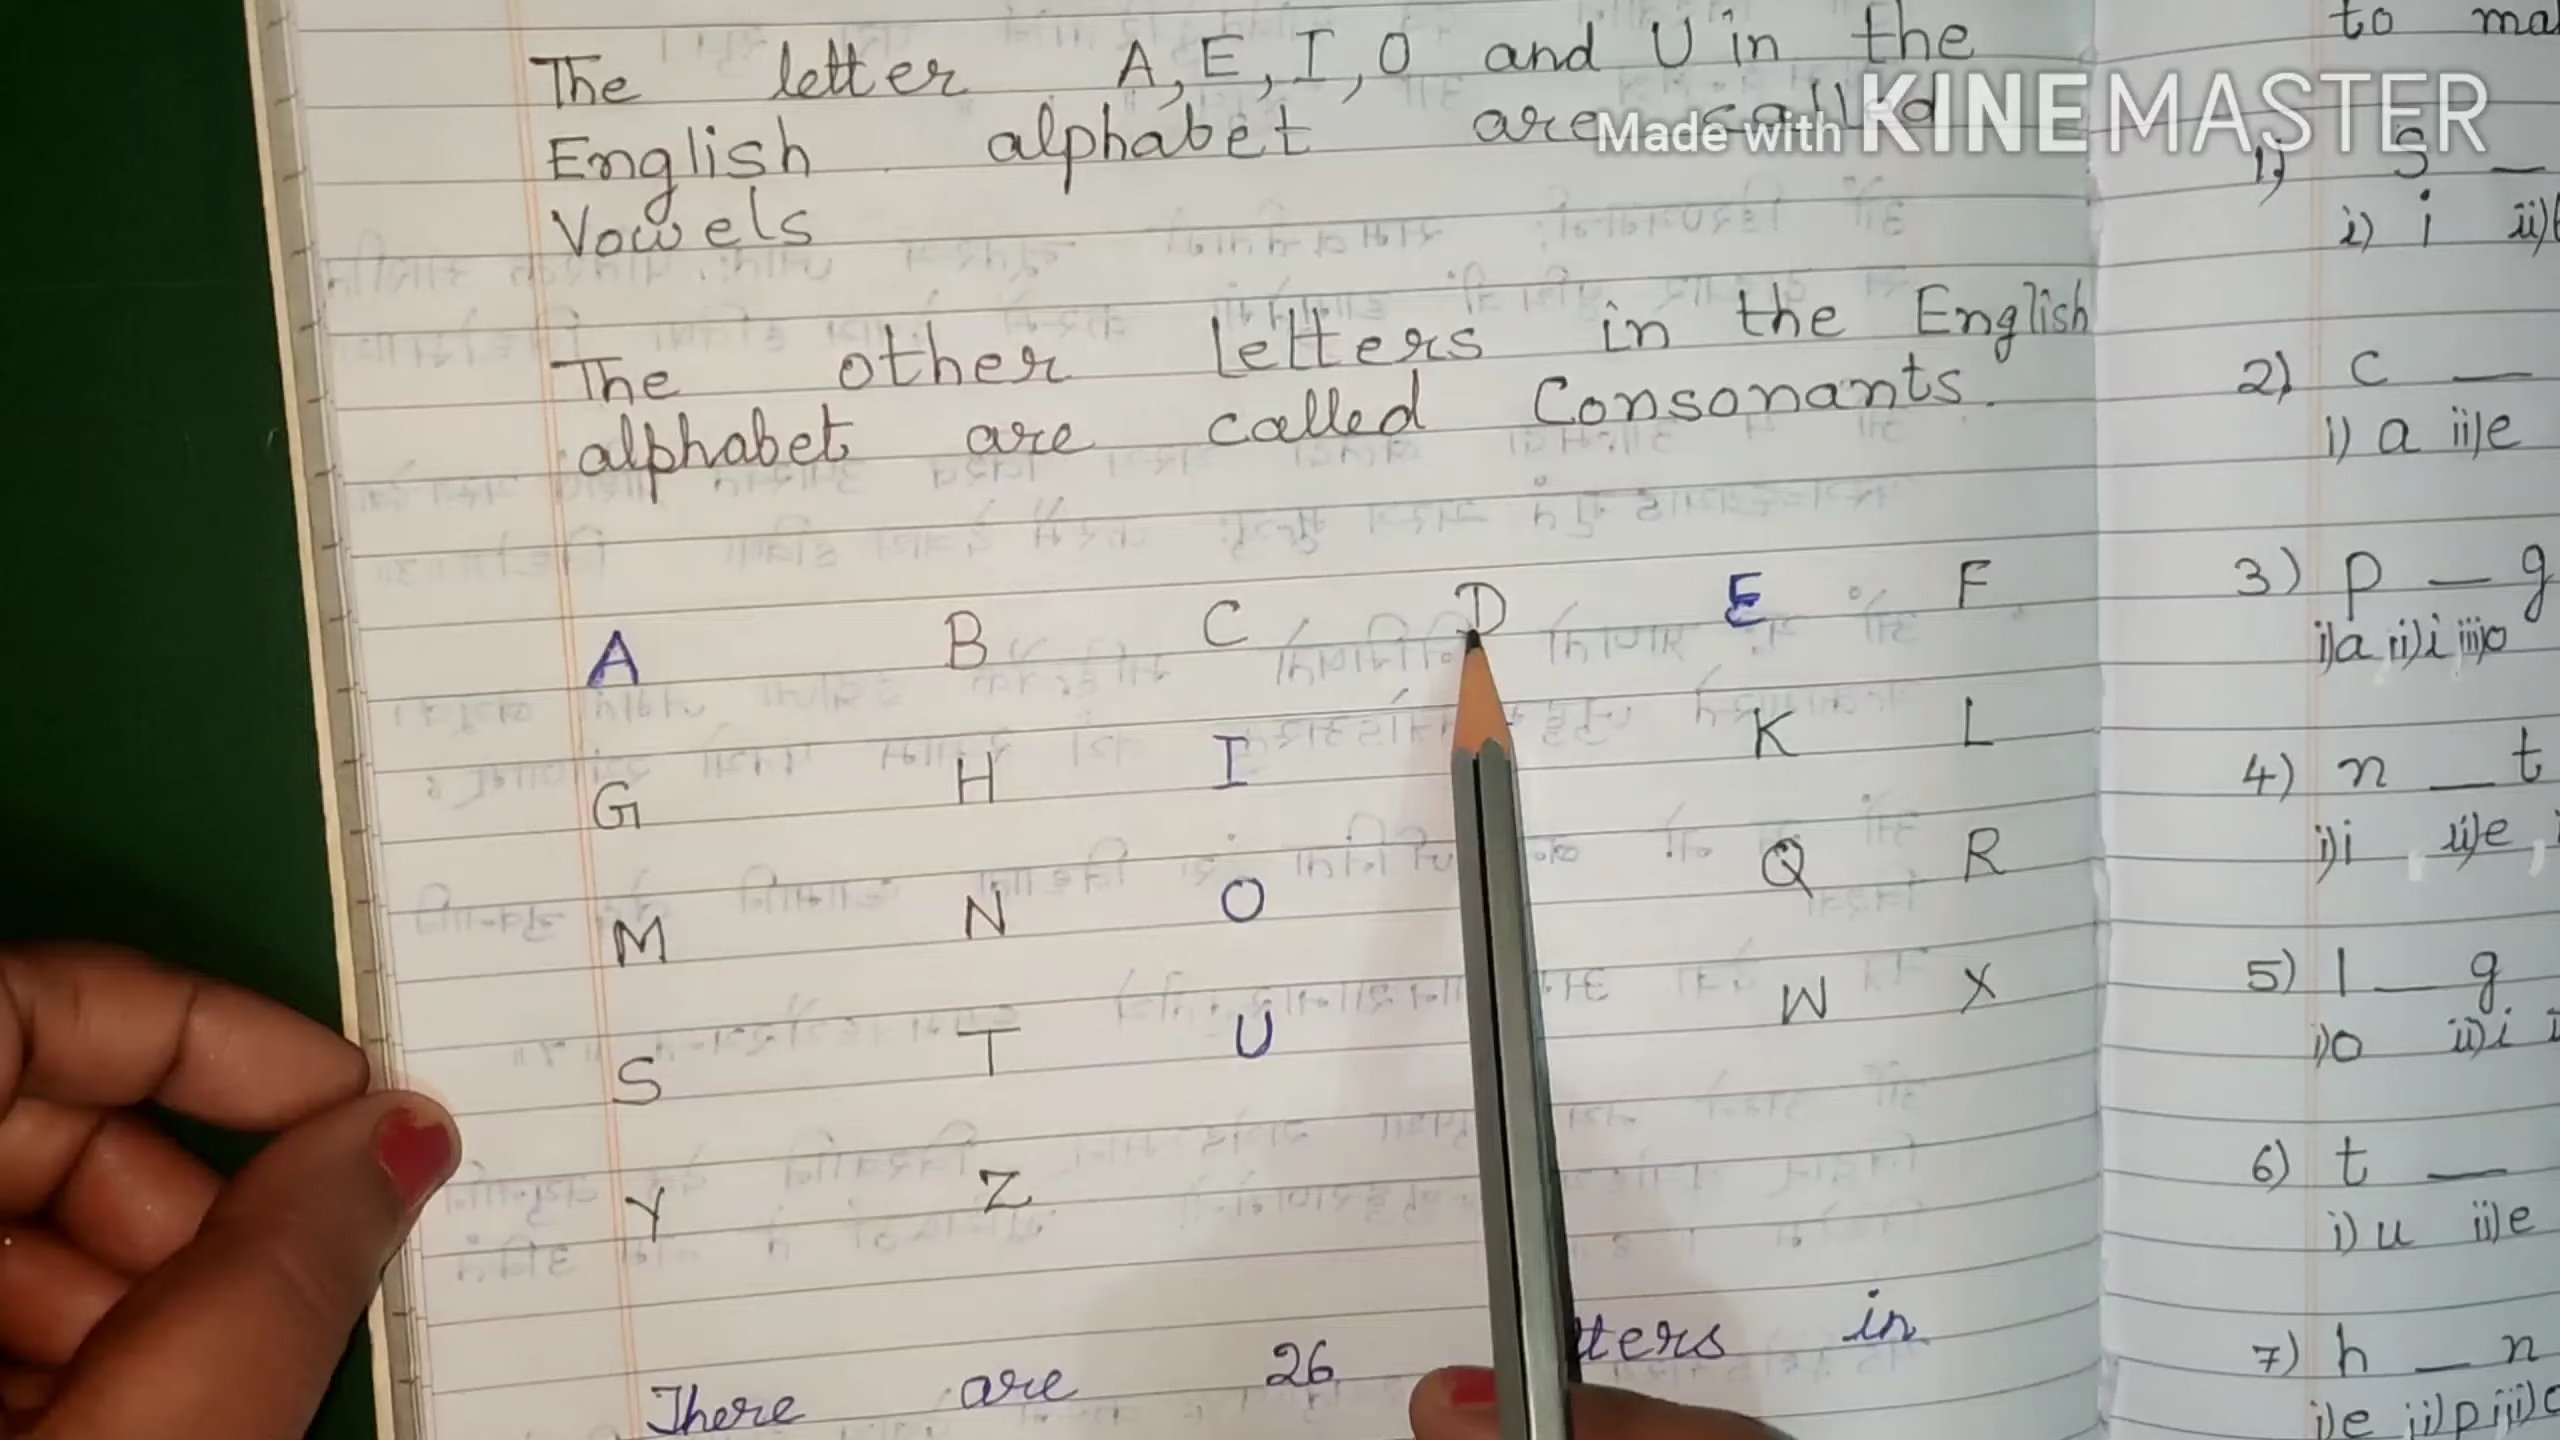 The letter A, E, I, O and U in the
English alphabet are called
Vowels
The other letters in the English
alphabet are called Consonants.
A B C D E F
G H I K L
M N O Q R
S T U W X
Y Z
There are 26 in
Made with KINEMASTER
to
1) S _
i) i ii)
2) c _
i) a ii) e
3) p _ g
i) a ii) i iii) o
4) n _ t
i) i , ii) e ,
5) l _ g
i) o ii) i
6) t _
i) u ii) e
7) h _ n
i) e ii) p iii)